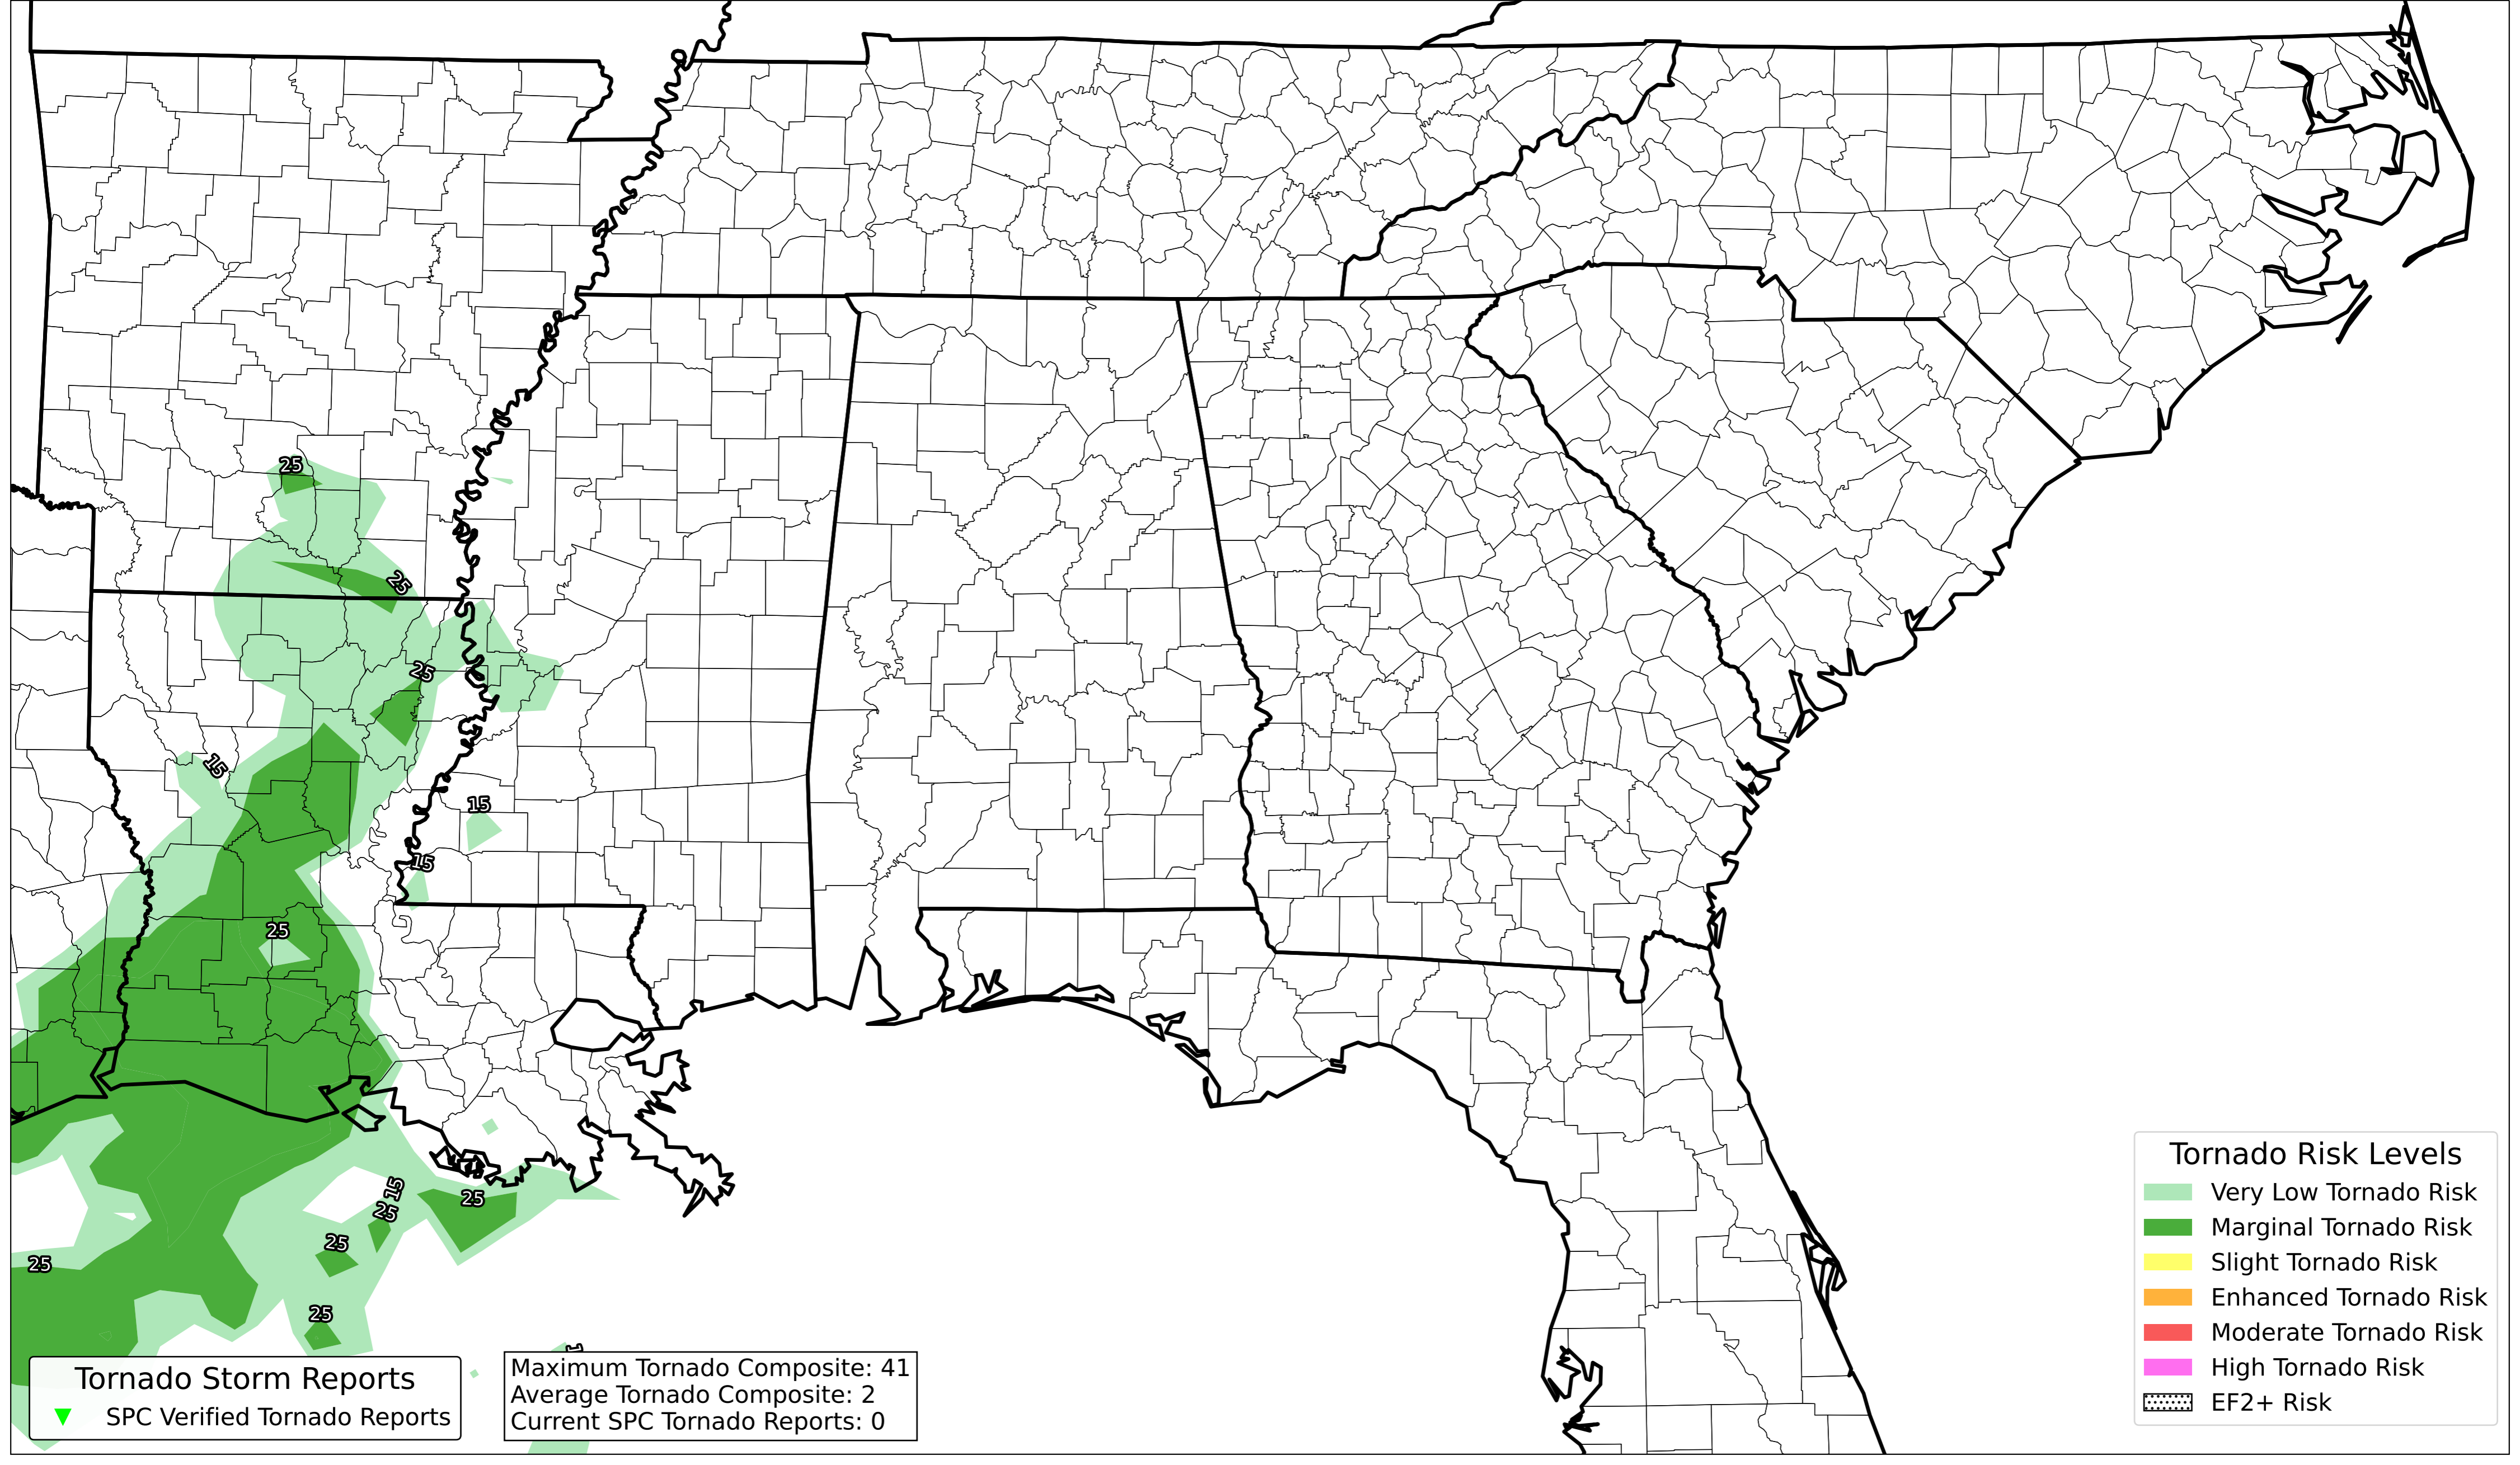 25
25
25
15
15
15
25
15
25
25
25
25
25
Tornado Risk Levels
Very Low Tornado Risk
Marginal Tornado Risk
Slight Tornado Risk
Enhanced Tornado Risk
Moderate Tornado Risk
High Tornado Risk
EF2+ Risk
Tornado Storm Reports
SPC Verified Tornado Reports
Maximum Tornado Composite: 41
Average Tornado Composite: 2
Current SPC Tornado Reports: 0